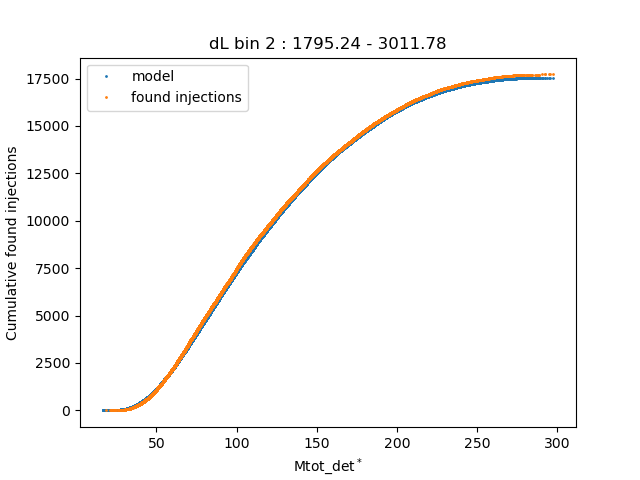 dL bin 2 : 1795.24 - 3011.78
model
found injections
Cumulative found injections
17500
15000
12500
10000
7500
5000
2500
0
50 100 150 200 250 300
Mtot_det*